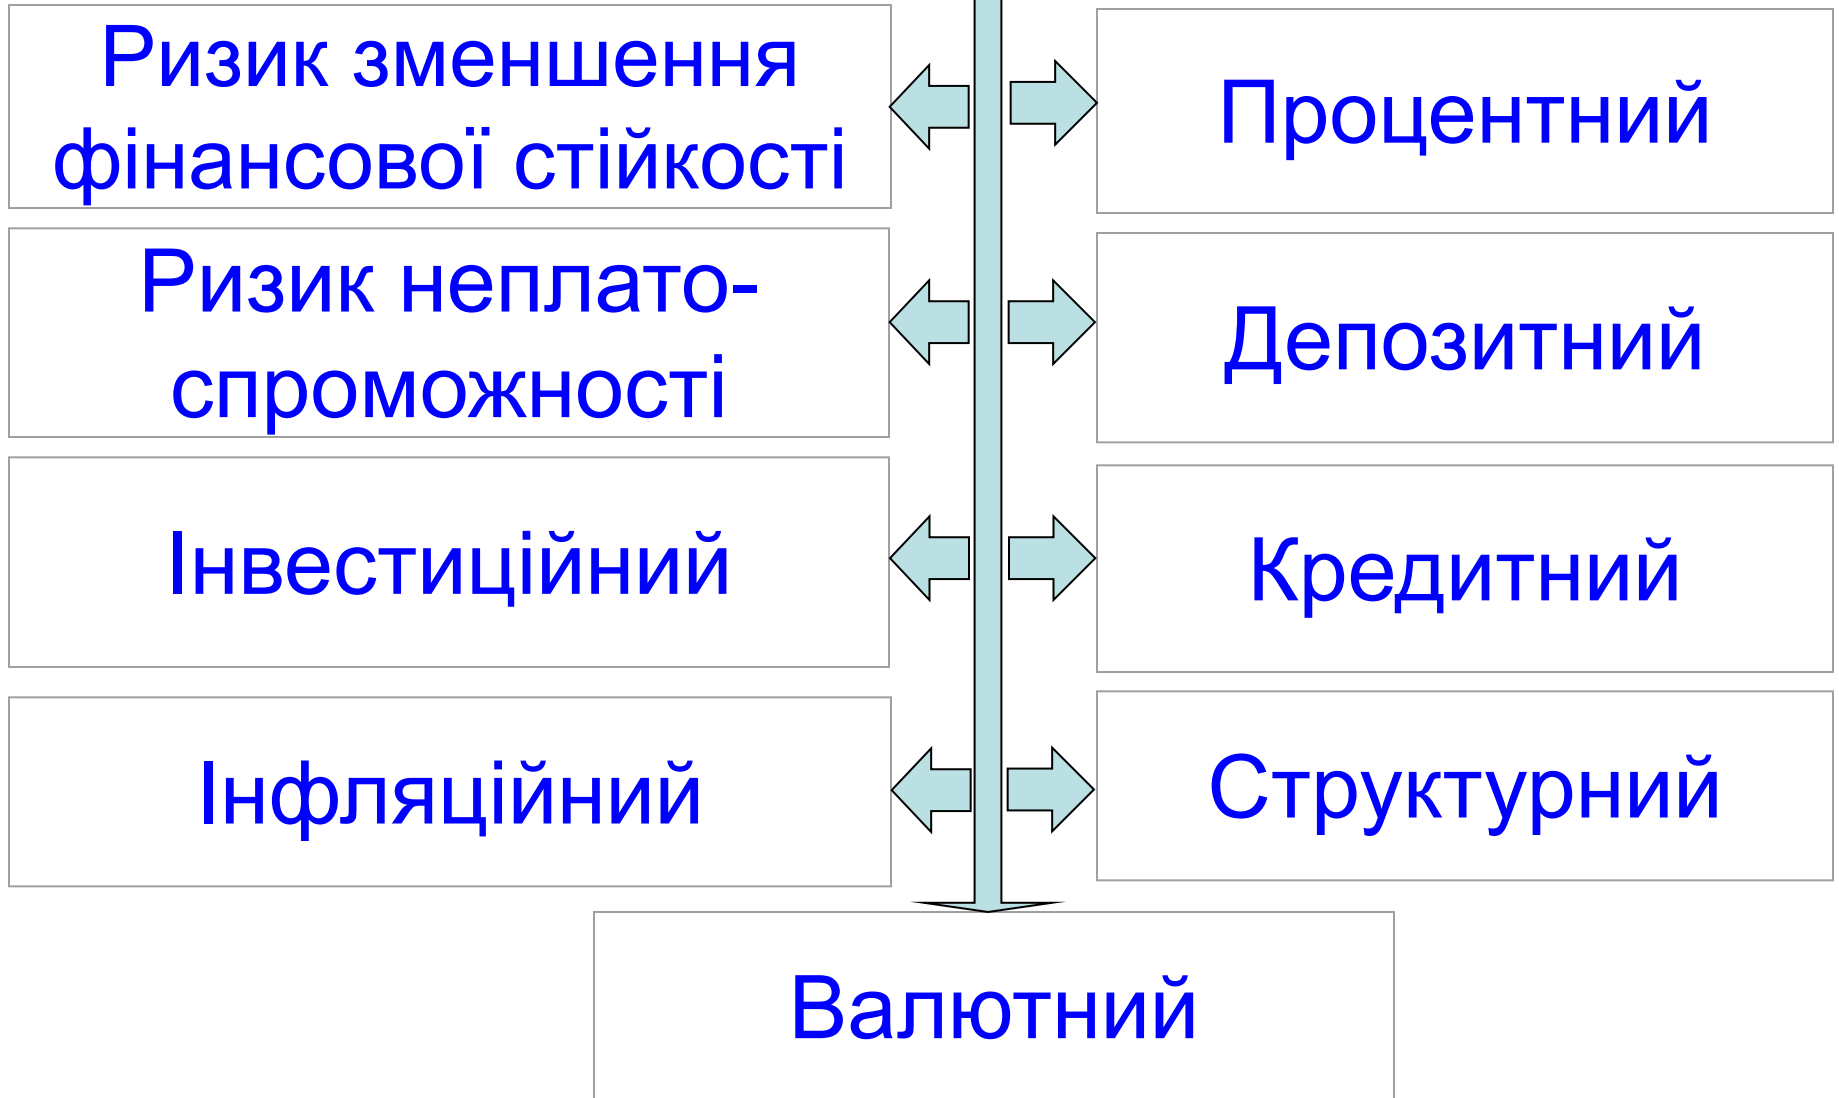 Ризик зменшення
фінансової стійкості
Процентний
Ризик неплато-
спроможності
Депозитний
Інвестиційний
Кредитний
Інфляційний
Структурний
Валютний